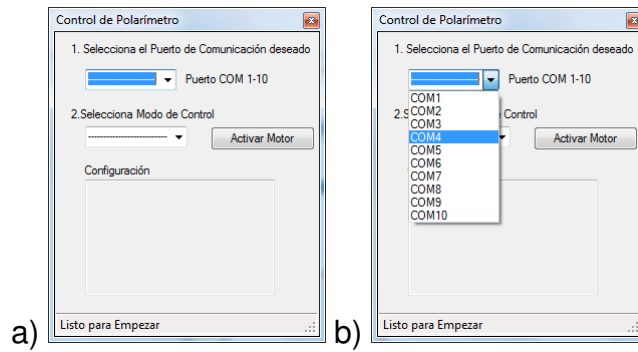 Control de Polarímetro
1. Selecciona el Puerto de Comunicación deseado
Puerto COM 1-10
2.Selecciona Modo de Control
Activar Motor
Configuración
Listo para Empezar
a)
Control de Polarímetro
1. Selecciona el Puerto de Comunicación deseado
Puerto COM 1-10
COM1
COM2
COM3
COM4
COM5
COM6
COM7
COM8
COM9
COM10
2.S
Control
Activar Motor
Listo para Empezar
b)